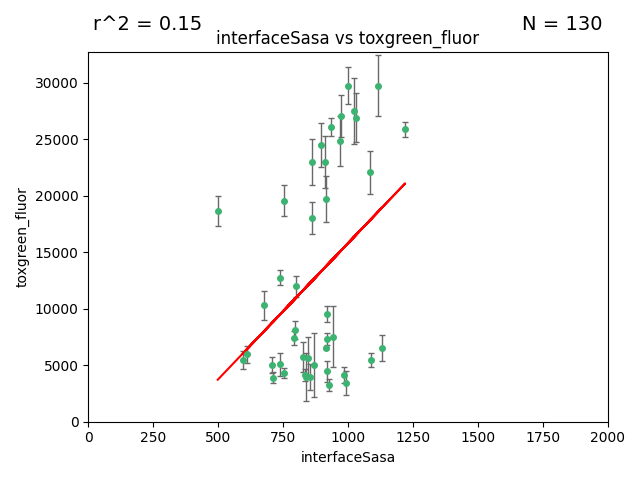 r^2 = 0.15
N = 130
interfaceSasa vs toxgreen_fluor
30000
25000
20000
15000
10000
5000
0
toxgreen_fluor
0 250 500 750 1000 1250 1500 1750 2000
interfaceSasa